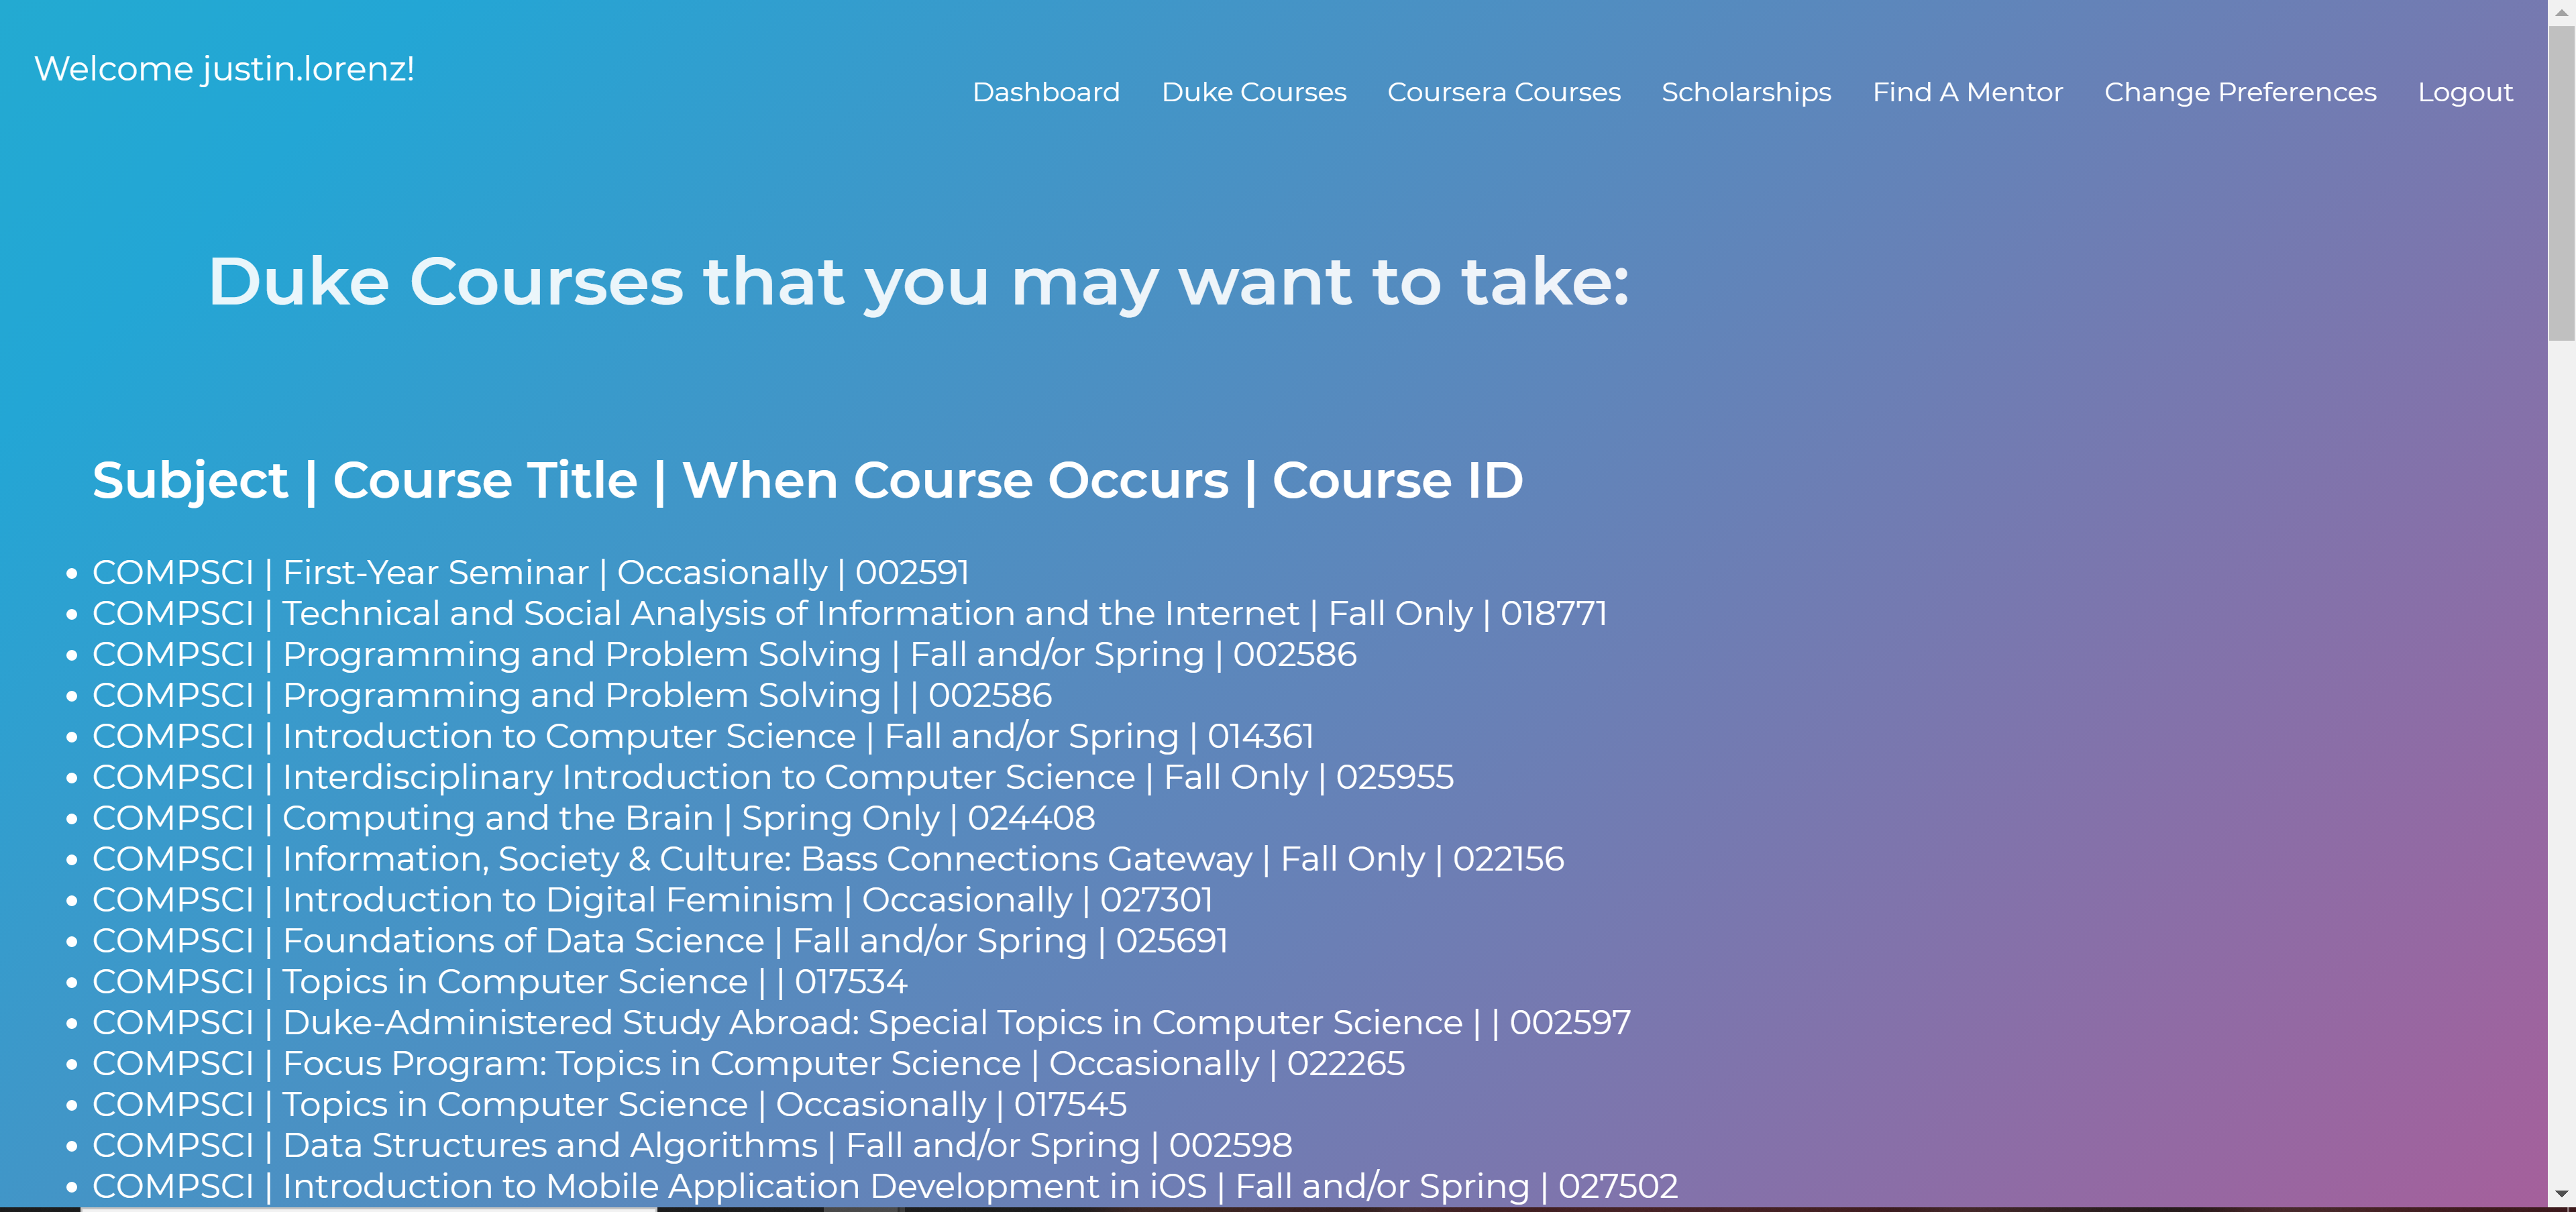 Welcome justin.lorenz!
Dashboard Duke Courses Coursera Courses Scholarships Find A Mentor Change Preferences Logout
Duke Courses that you may want to take:
Subject | Course Title | When Course Occurs | Course ID
• COMPSCI | First-Year Seminar | Occasionally | 002591
• COMPSCI | Technical and Social Analysis of Information and the Internet | Fall Only | 018771
• COMPSCI | Programming and Problem Solving | Fall and/or Spring | 002586
• COMPSCI | Programming and Problem Solving | | 002586
• COMPSCI | Introduction to Computer Science | Fall and/or Spring | 014361
• COMPSCI | Interdisciplinary Introduction to Computer Science | Fall Only | 025955
• COMPSCI | Computing and the Brain | Spring Only | 024408
• COMPSCI | Information, Society & Culture: Bass Connections Gateway | Fall Only | 022156
• COMPSCI | Introduction to Digital Feminism | Occasionally | 027301
• COMPSCI | Foundations of Data Science | Fall and/or Spring | 025691
• COMPSCI | Topics in Computer Science | | 017534
• COMPSCI | Duke-Administered Study Abroad: Special Topics in Computer Science | | 002597
• COMPSCI | Focus Program: Topics in Computer Science | Occasionally | 022265
• COMPSCI | Topics in Computer Science | Occasionally | 017545
• COMPSCI | Data Structures and Algorithms | Fall and/or Spring | 002598
• COMPSCI | Introduction to Mobile Application Development in iOS | Fall and/or Spring | 027502